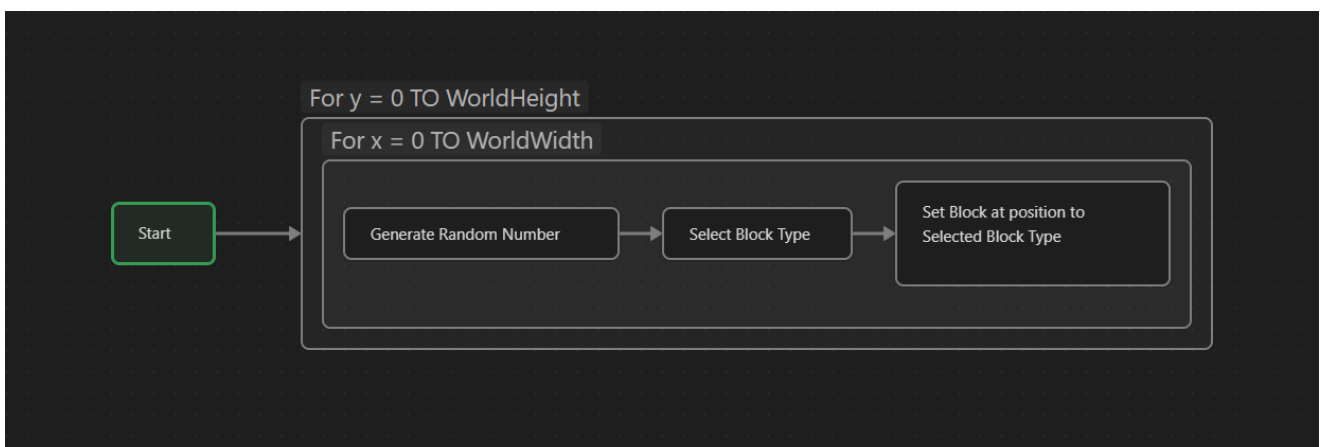 For y = 0 TO WorldHeight
For x = 0 TO WorldWidth
Start
Generate Random Number
Select Block Type
Set Block at position to
Selected Block Type